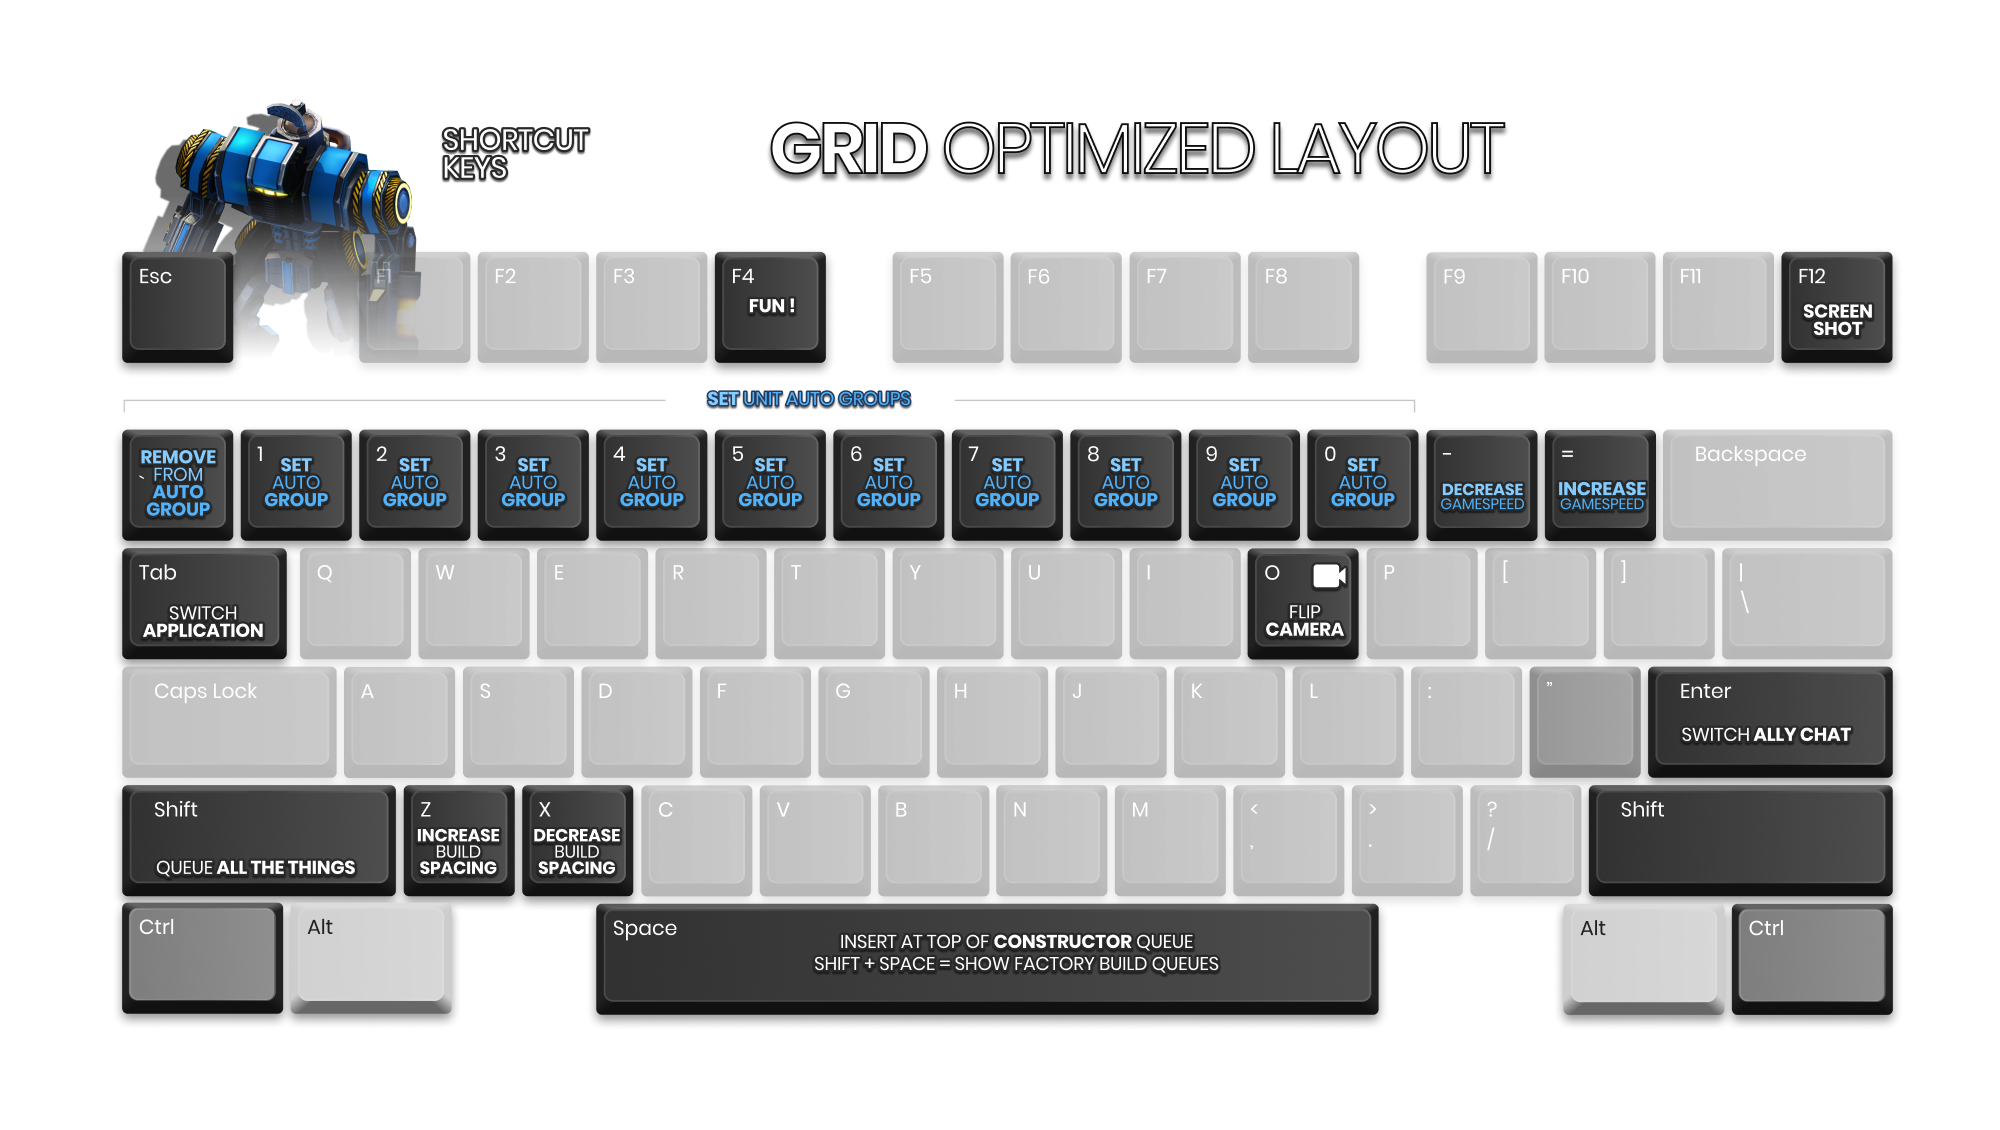 SHORTCUT
KEYS
GRID OPTIMIZED LAYOUT
Esc
F1
F2
F3
F4
FUN !
F5
F6
F7
F8
F9
F10
F11
F12
SCREEN
SHOT
SET UNIT AUTO GROUPS
REMOVE
` FROM
AUTO
GROUP
1
SET
AUTO
GROUP
2
SET
AUTO
GROUP
3
SET
AUTO
GROUP
4
SET
AUTO
GROUP
5
SET
AUTO
GROUP
6
SET
AUTO
GROUP
7
SET
AUTO
GROUP
8
SET
AUTO
GROUP
9
SET
AUTO
GROUP
0
SET
AUTO
GROUP
-
DECREASE
GAMESPEED
=
INCREASE
GAMESPEED
Backspace
Tab
SWITCH
APPLICATION
Q
W
E
R
T
Y
U
I
O
FLIP
CAMERA
P
[
]
|
\
Caps Lock
A
S
D
F
G
H
J
K
L
:
"
Enter
SWITCH ALLY CHAT
Shift
QUEUE ALL THE THINGS
Z
INCREASE
BUILD
SPACING
X
DECREASE
BUILD
SPACING
C
V
B
N
M
<
,
>
.
?
/
Shift
Ctrl
Alt
Space
INSERT AT TOP OF CONSTRUCTOR QUEUE
SHIFT + SPACE = SHOW FACTORY BUILD QUEUES
Alt
Ctrl